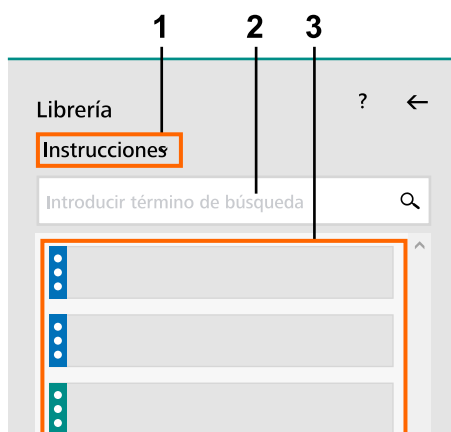 1 2 3
Librería ?
Instrucciones
Introducir término de búsqueda